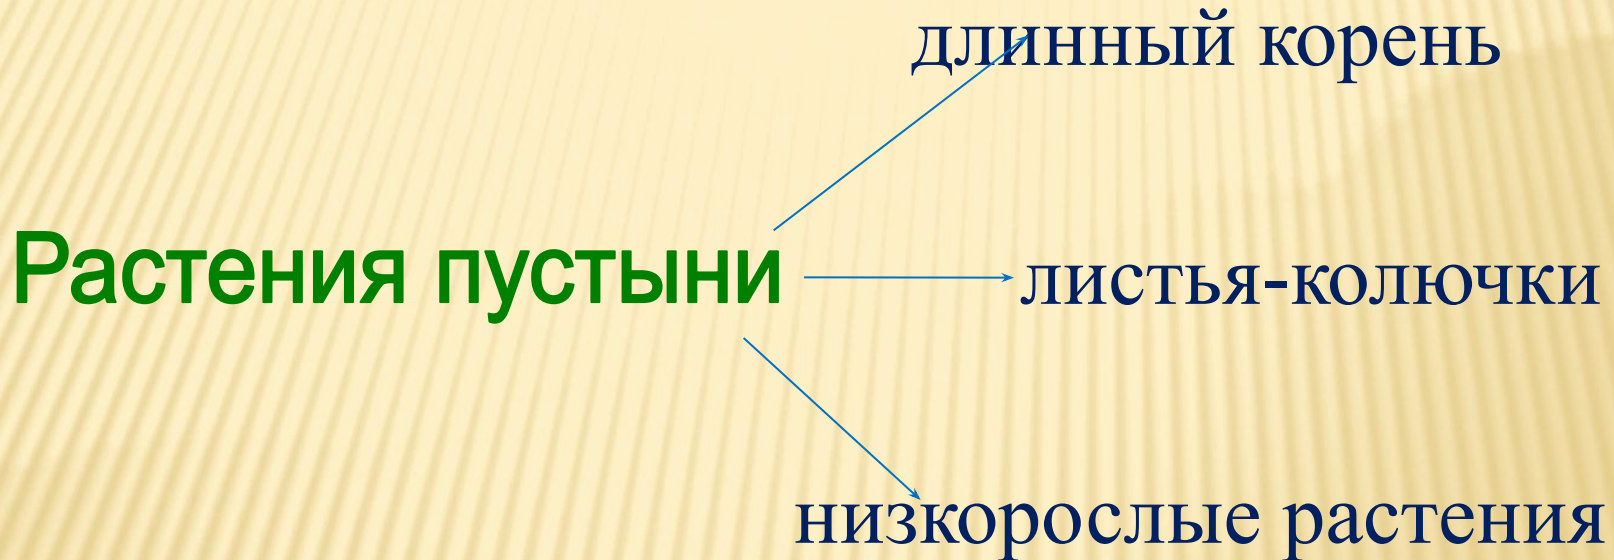 длинный корень
Растения пустыни
листья-колючки
низкорослые растения